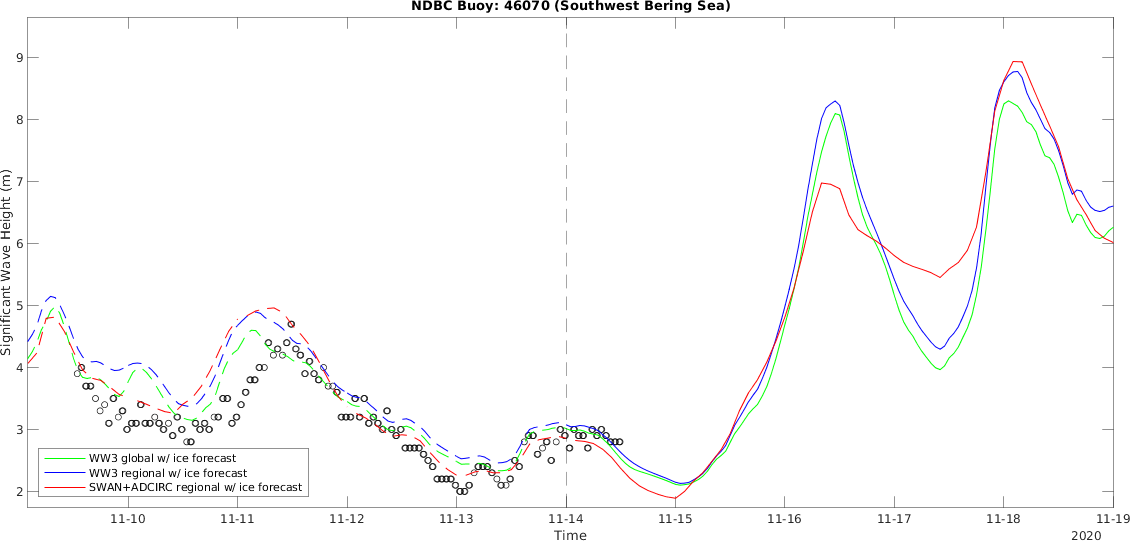 NDBC Buoy: 46070 (Southwest Bering Sea)
Significant Wave Height (m)
9
8
7
6
5
4
3
2
WW3 global w/ ice forecast
WW3 regional w/ ice forecast
SWAN+ADCIRC regional w/ ice forecast
11-10 11-11 11-12 11-13 11-14 11-15 11-16 11-17 11-18 11-19
Time
2020